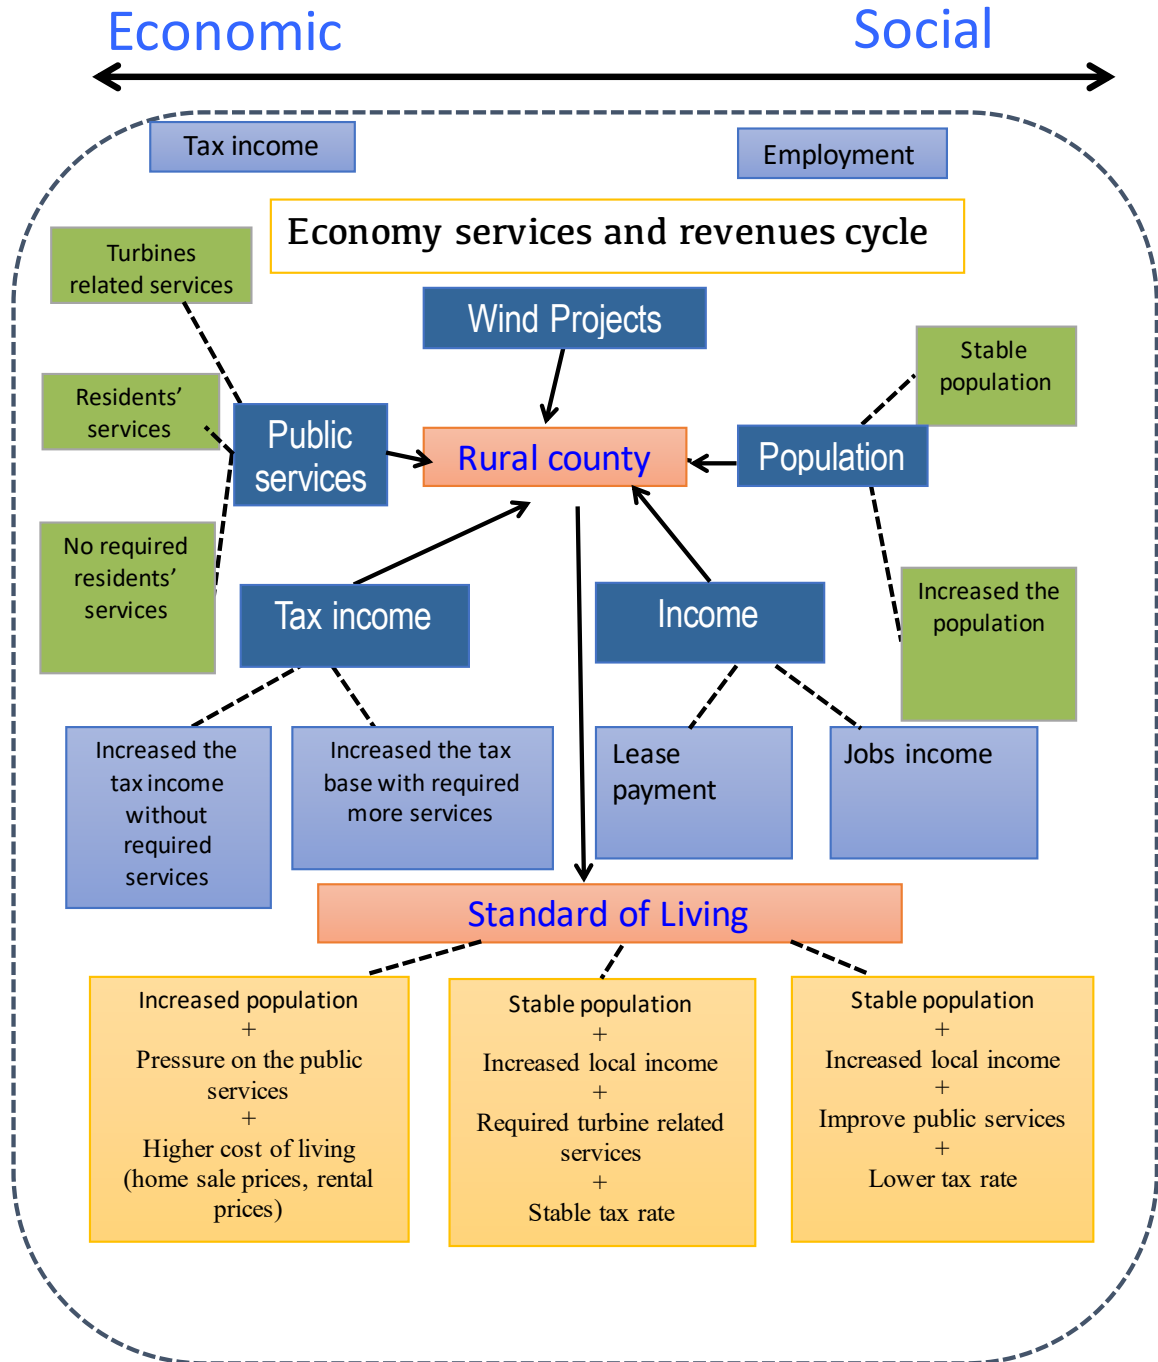 Economic
Social
Tax income
Employment
Economy services and revenues cycle
Turbines
related services
Wind Projects
Stable
population
Residents’
services
Public
services
Rural county
Population
No required
residents’
services
Tax income
Income
Increased the
population
Increased the
tax income
without
required
services
Increased the tax
base with required
more services
Lease
payment
Jobs income
Standard of Living
Increased population
+
Pressure on the public
services
+
Higher cost of living
(home sale prices, rental
prices)
Stable population
+
Increased local income
+
Required turbine related
services
+
Stable tax rate
Stable population
+
Increased local income
+
Improve public services
+
Lower tax rate